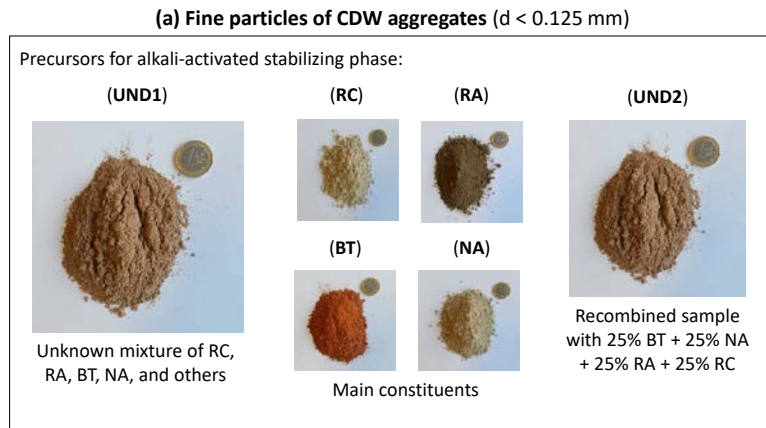 (a) Fine particles of CDW aggregates (d < 0.125 mm)
Precursors for alkali-activated stabilizing phase:
(UND1)
Unknown mixture of RC,
RA, BT, NA, and others
(RC)
(RA)
(BT)
(NA)
Main constituents
(UND2)
Recombined sample
with 25% BT + 25% NA
+ 25% RA + 25% RC